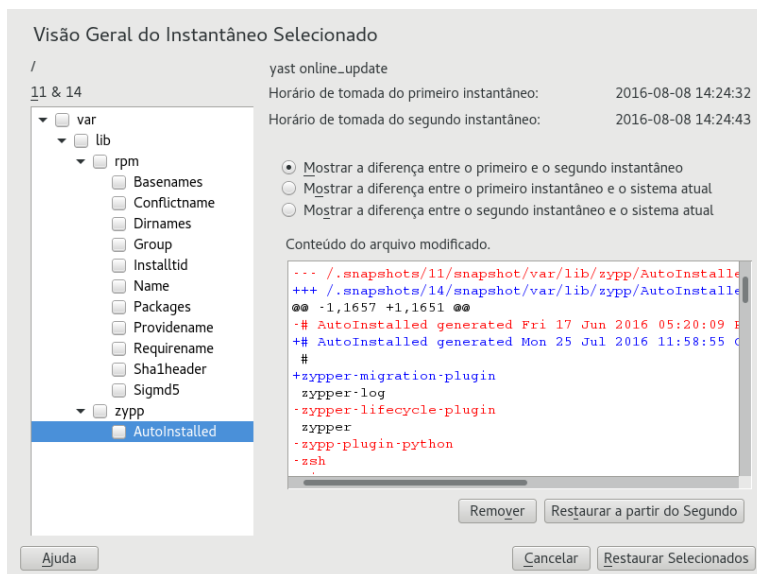 Visão Geral do Instantâneo Selecionado
/
11 & 14
var
lib
rpm
Basenames
Conflictname
Dirnames
Group
Installtid
Name
Packages
Providename
Requirename
Sha1header
Sigmd5
zypp
AutoInstalled
yast online_update
Horário de tomada do primeiro instantâneo: 2016-08-08 14:24:32
Horário de tomada do segundo instantâneo: 2016-08-08 14:24:43
Mostrar a diferença entre o primeiro e o segundo instantâneo
Mostrar a diferença entre o primeiro instantâneo e o sistema atual
Mostrar a diferença entre o segundo instantâneo e o sistema atual
Conteúdo do arquivo modificado.
--- /.snapshots/11/snapshot/var/lib/zypp/AutoInstalle
+++ /.snapshots/14/snapshot/var/lib/zypp/AutoInstalle
@@ -1,1657 +1,1651 @@
-# AutoInstalled generated Fri 17 Jun 2016 05:20:09
+# AutoInstalled generated Mon 25 Jul 2016 11:58:55
#
+zypper-migration-plugin
zypper-log
-zypper-lifecycle-plugin
zypper
-zypp-plugin-python
-zsh
Remover
Restaurar a partir do Segundo
Ajuda
Cancelar
Restaurar Selecionados